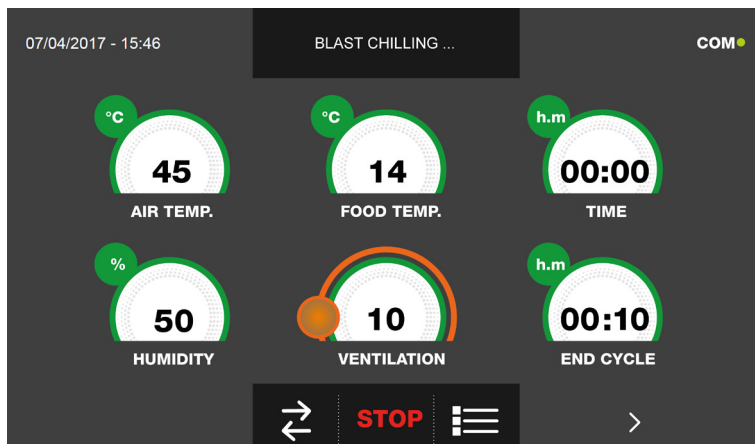 07/04/2017 - 15:46
BLAST CHILLING ...
COM
°C
45
AIR TEMP.
°C
14
FOOD TEMP.
h.m
00:00
TIME
%
50
HUMIDITY
10
VENTILATION
h.m
00:10
END CYCLE
STOP